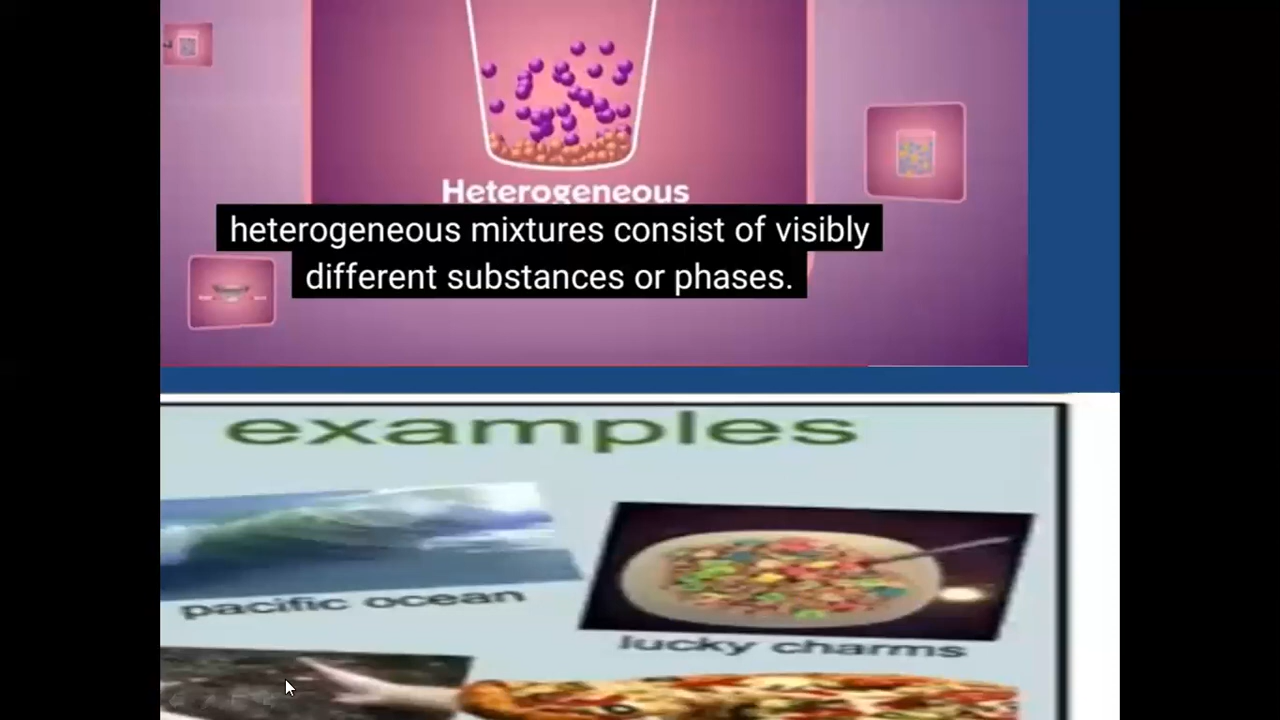 Heterogeneous
heterogeneous mixtures consist of visibly
different substances or phases.
examples
pacific ocean
lucky charms